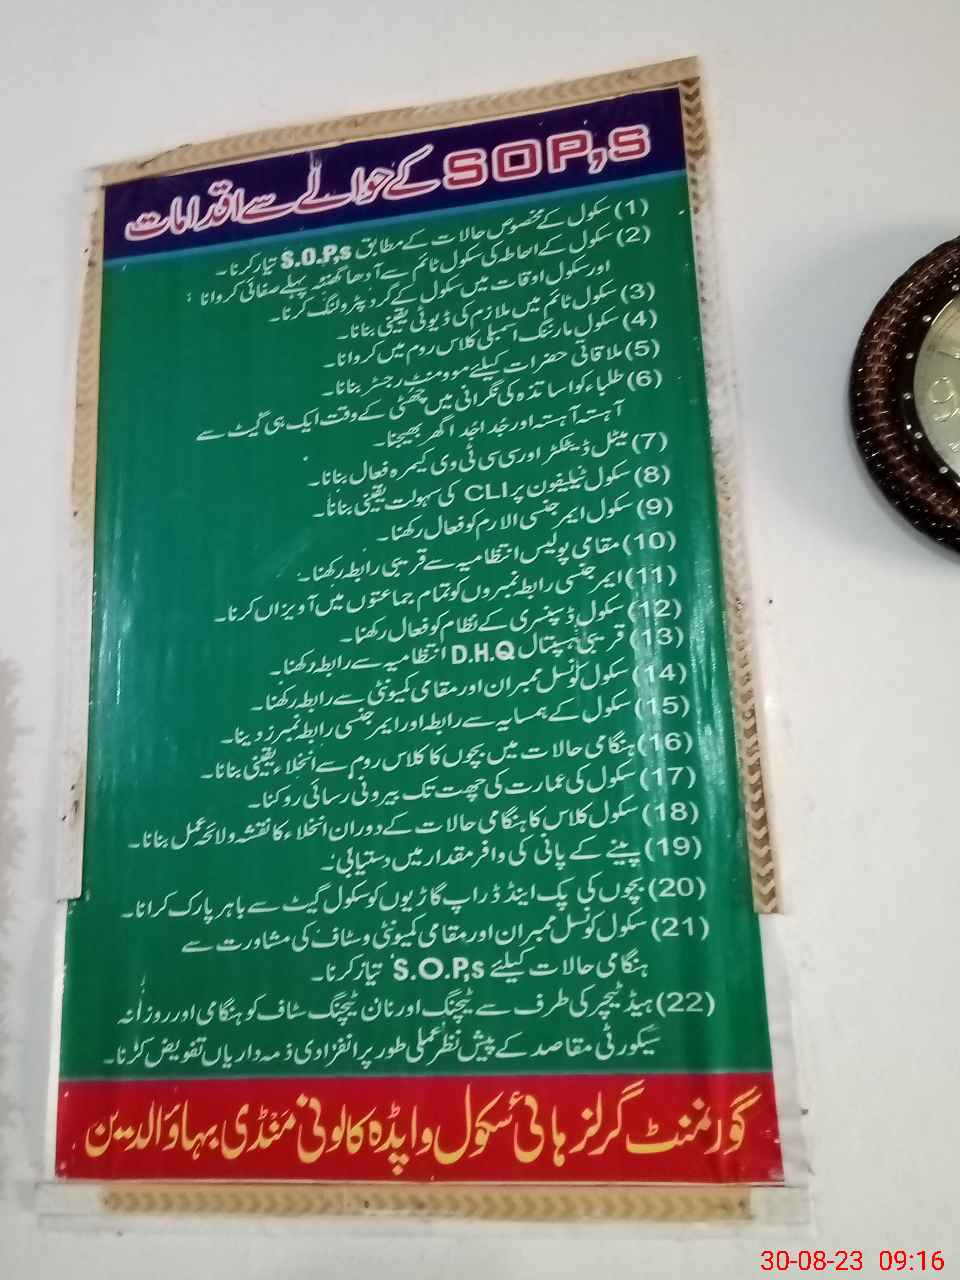 SOP,s کے حوالے سے اقدامات
(1) سکول کے مخصوص حالات کے مطابق S.O.P,s تیار کرنا۔
(2) سکول کے احاطہ کی سکول ٹائم سے آدھا گھنٹہ پہلے صفائی کروانا
اور سکول اوقات میں سکول کے گرد پٹرولنگ کرنا۔
(3) سکول ٹائم میں ملازم کی ڈیوٹی یقینی بنانا۔
(4) سکول مارننگ اسمبلی کلاس روم میں کروانا۔
(5) ملاقاتی حضرات کیلئے موومنٹ رجسٹر بنانا۔
(6) طلباء کو اساتذہ کی نگرانی میں چھٹی کے وقت ایک ہی گیٹ سے
آہستہ آہستہ اور جُدا جُدا گھر بھیجنا۔
(7) میٹل ڈیٹکٹر اور سی سی ٹی وی کیمرہ فعال بنانا۔
(8) سکول ٹیلیفون پر CLI کی سہولت یقینی بنانا۔
(9) سکول ایمرجنسی الارم کو فعال رکھنا۔
(10) مقامی پولیس انتظامیہ سے قریبی رابطہ رکھنا۔
(11) ایمرجنسی رابطہ نمبروں کو تمام جماعتوں میں آویزاں کرنا۔
(12) سکول ڈسپنسری کے نظام کو فعال رکھنا۔
(13) قریبی ہسپتال D.H.Q انتظامیہ سے رابطہ رکھنا۔
(14) سکول کونسل ممبران اور مقامی کمیونٹی سے رابطہ رکھنا۔
(15) سکول کے ہمسایہ سے رابطہ اور ایمرجنسی رابطہ نمبرز دینا۔
(16) ہنگامی حالات میں بچوں کا کلاس روم سے انخلاء یقینی بنانا۔
(17) سکول کی عمارت کی چھت تک بیرونی رسائی روکنا۔
(18) سکول کلاس کا ہنگامی حالات کے دوران انخلاء کا نقشہ و لائحہ عمل بنانا۔
(19) پینے کے پانی کی وافر مقدار میں دستیابی۔
(20) بچوں کی پک اینڈ ڈراپ گاڑیوں کو سکول گیٹ سے باہر پارک کرانا۔
(21) سکول کونسل ممبران اور مقامی کمیونٹی و سٹاف کی مشاورت سے
ہنگامی حالات کیلئے S.O.P,s تیار کرنا۔
(22) ہیڈ ٹیچر کی طرف سے ٹیچنگ اور نان ٹیچنگ سٹاف کو ہنگامی اور روزانہ
سیکورٹی مقاصد کے پیش نظر عملی طور پر انفرادی ذمہ داریاں تفویض کرنا۔
گورنمنٹ گرلز ہائی سکول واپڈہ کالونی منڈی بہاؤالدین
30-08-23 09:16